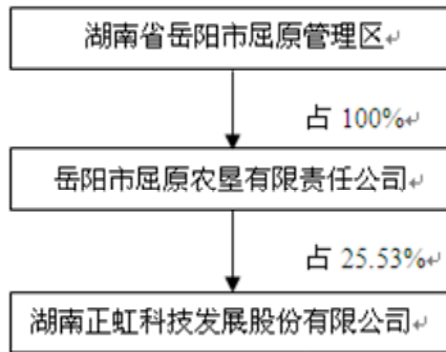 湖南省岳阳市屈原管理区↵
占 100%↵
岳阳市屈原农垦有限责任公司↵
占 25.53%↵
湖南正虹科技发展股份有限公司↵